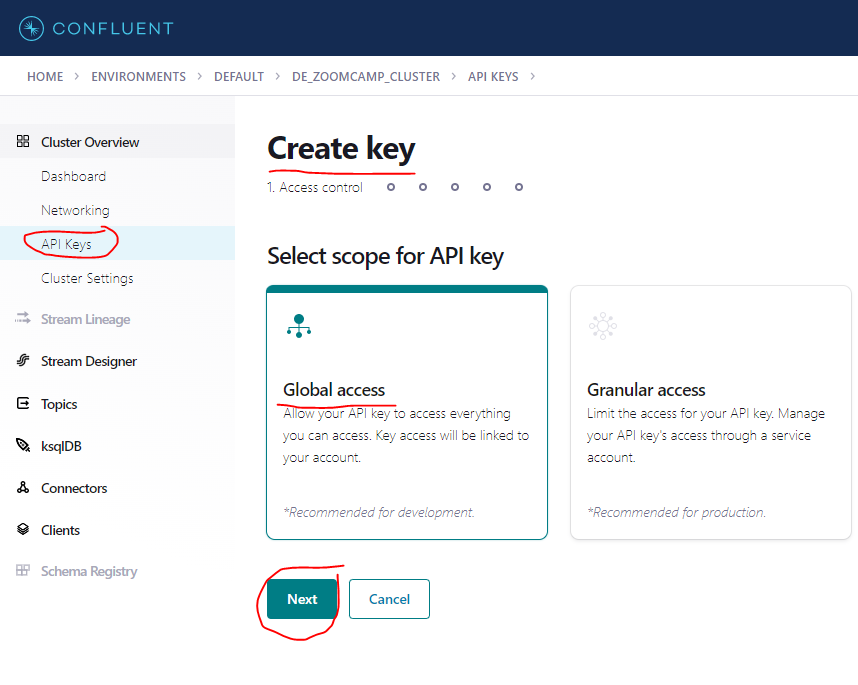 CONFLUENT
HOME > ENVIRONMENTS > DEFAULT > DE_ZOOMCAMP_CLUSTER > API KEYS >
Cluster Overview
Dashboard
Networking
API Keys
Cluster Settings
Stream Lineage
Stream Designer
Topics
ksqlDB
Connectors
Clients
Schema Registry
Create key
1. Access control
Select scope for API key
Global access
Allow your API key to access everything
you can access. Key access will be linked to
your account.
*Recommended for development.
Granular access
Limit the access for your API key. Manage
your API key's access through a service
account.
*Recommended for production.
Next
Cancel